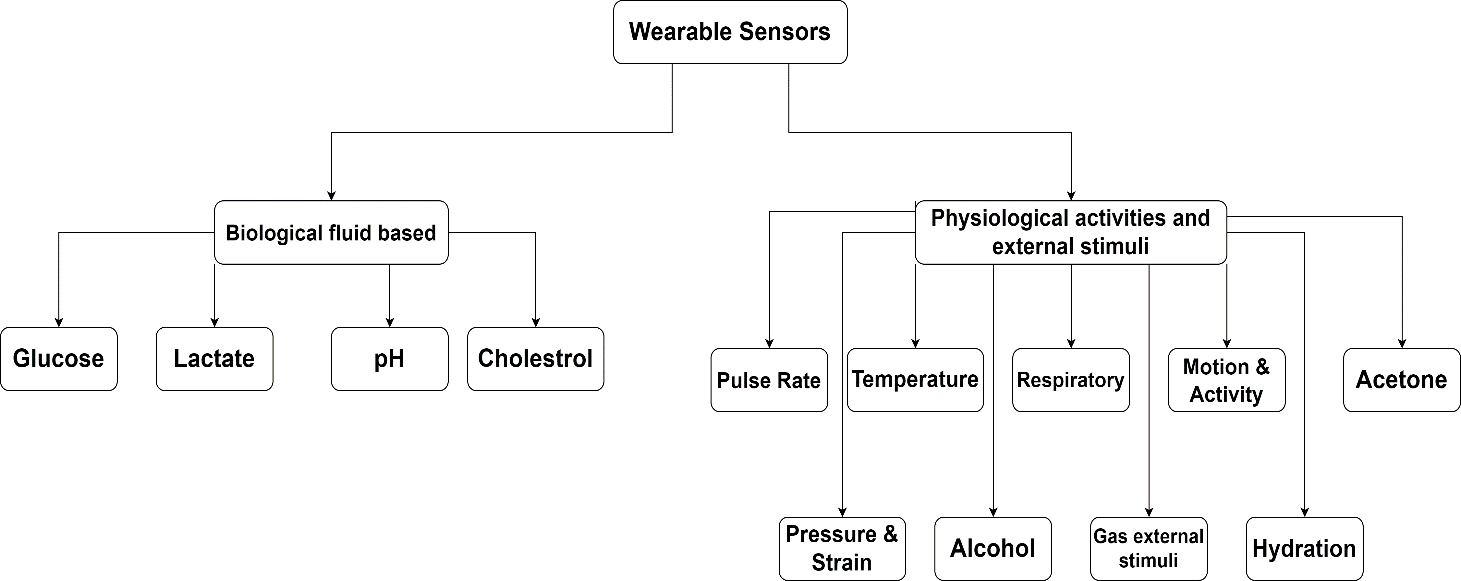 Wearable Sensors
Biological fluid based
Physiological activities and
external stimuli
Glucose
Lactate
pH
Cholestrol
Pulse Rate
Temperature
Respiratory
Motion &
Activity
Acetone
Pressure &
Strain
Alcohol
Gas external
stimuli
Hydration